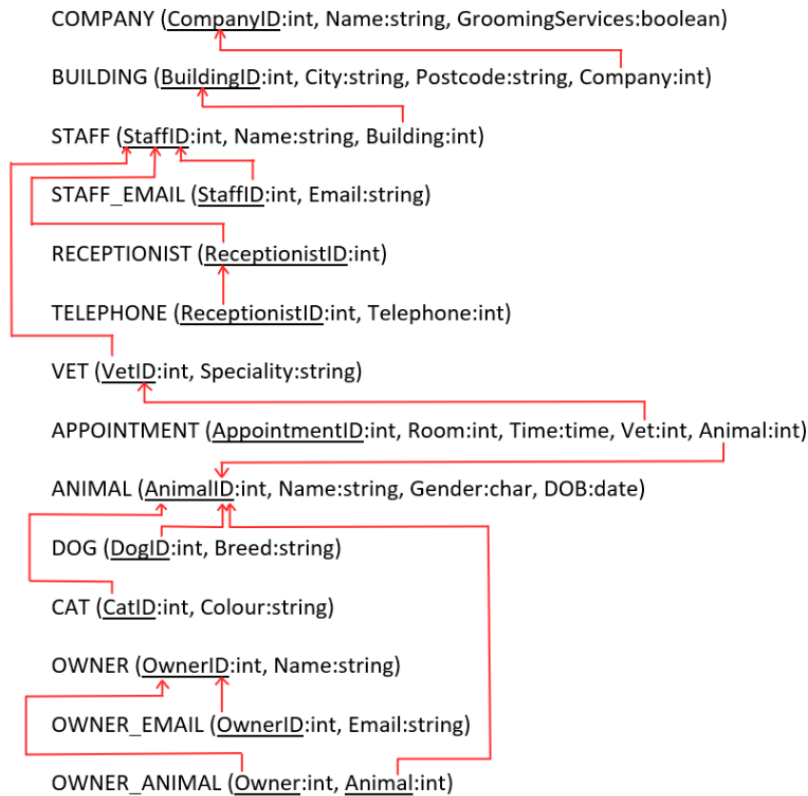 COMPANY (CompanyID:int, Name:string, GroomingServices:boolean)
BUILDING (BuildingID:int, City:string, Postcode:string, Company:int)
STAFF (StaffID:int, Name:string, Building:int)
STAFF_EMAIL (StaffID:int, Email:string)
RECEPTIONIST (ReceptionistID:int)
TELEPHONE (ReceptionistID:int, Telephone:int)
VET (VetID:int, Speciality:string)
APPOINTMENT (AppointmentID:int, Room:int, Time:time, Vet:int, Animal:int)
ANIMAL (AnimalID:int, Name:string, Gender:char, DOB:date)
DOG (DogID:int, Breed:string)
CAT (CatID:int, Colour:string)
OWNER (OwnerID:int, Name:string)
OWNER_EMAIL (OwnerID:int, Email:string)
OWNER_ANIMAL (Owner:int, Animal:int)